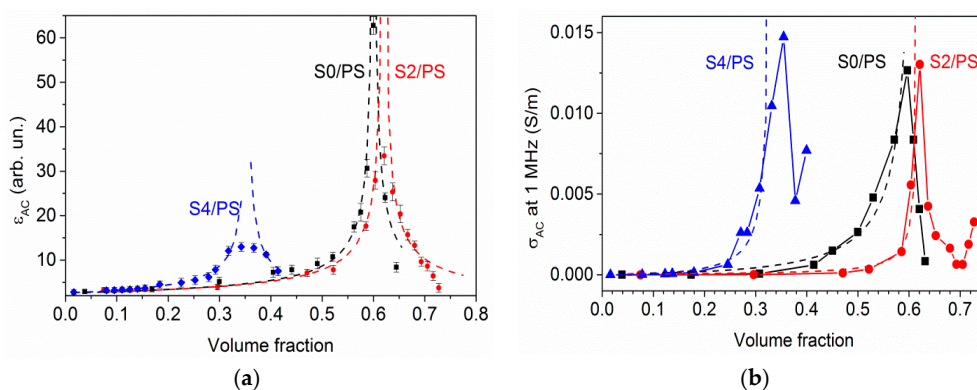 60
50
40
30
20
10
ε_AC (arb. un.)
S4/PS
S0/PS
S2/PS
0.0 0.1 0.2 0.3 0.4 0.5 0.6 0.7 0.8
Volume fraction
(a)
0.015
0.010
0.005
0.000
σ_AC at 1 MHz (S/m)
S4/PS
S0/PS
S2/PS
0.0 0.1 0.2 0.3 0.4 0.5 0.6 0.7
Volume fraction
(b)